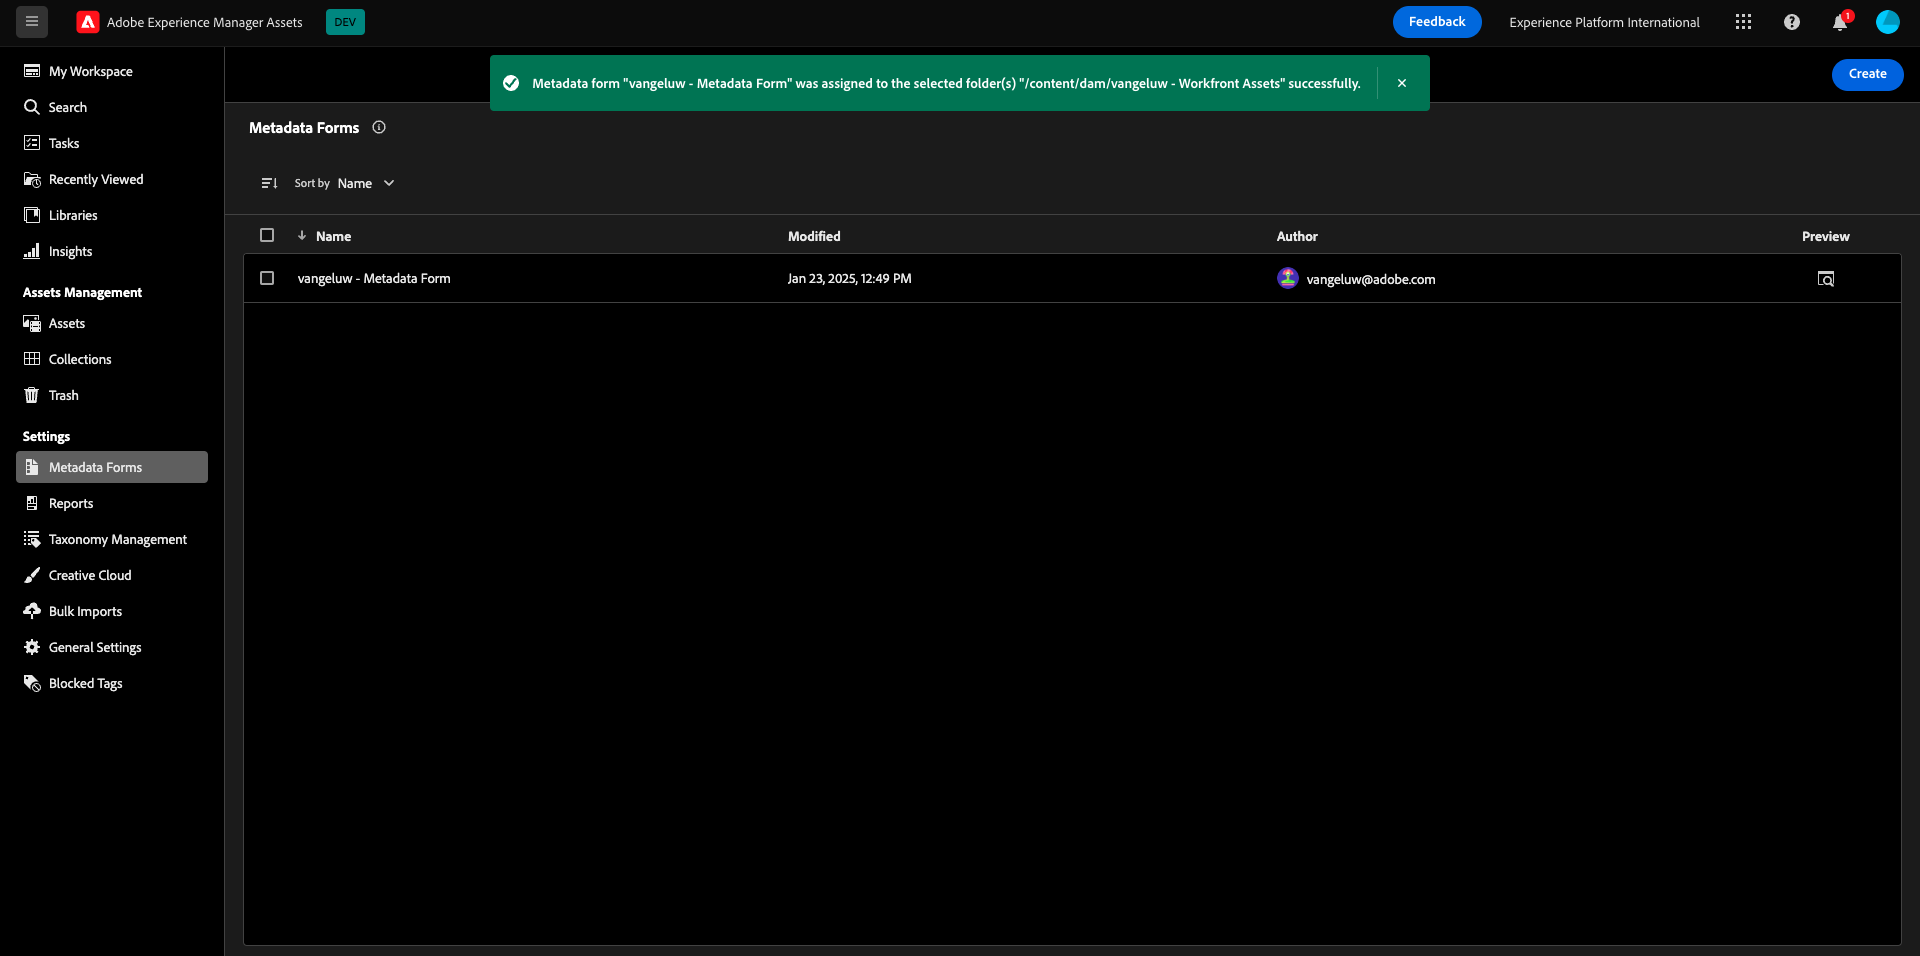 Adobe Experience Manager Assets
DEV
Feedback
Experience Platform International
1
My Workspace
Search
Tasks
Recently Viewed
Libraries
Insights
Assets Management
Assets
Collections
Trash
Settings
Metadata Forms
Reports
Taxonomy Management
Creative Cloud
Bulk Imports
General Settings
Blocked Tags
Metadata form "vangeluw - Metadata Form" was assigned to the selected folder(s) "/content/dam/vangeluw - Workfront Assets" successfully.
Create
Metadata Forms
Sort by Name
Name Modified Author Preview
vangeluw - Metadata Form Jan 23, 2025, 12:49 PM vangeluw@adobe.com